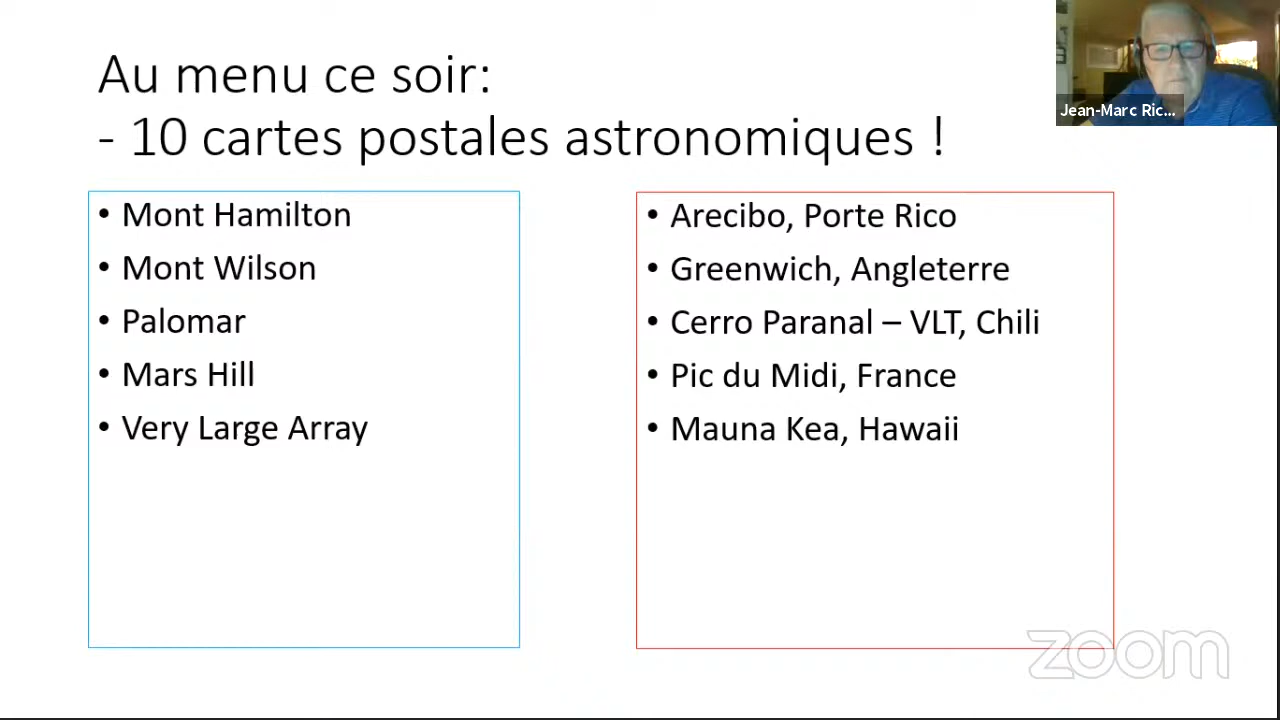 Au menu ce soir:
- 10 cartes postales astronomiques !
• Mont Hamilton
• Mont Wilson
• Palomar
• Mars Hill
• Very Large Array
• Arecibo, Porte Rico
• Greenwich, Angleterre
• Cerro Paranal – VLT, Chili
• Pic du Midi, France
• Mauna Kea, Hawaii
Jean-Marc Ric...
zoom